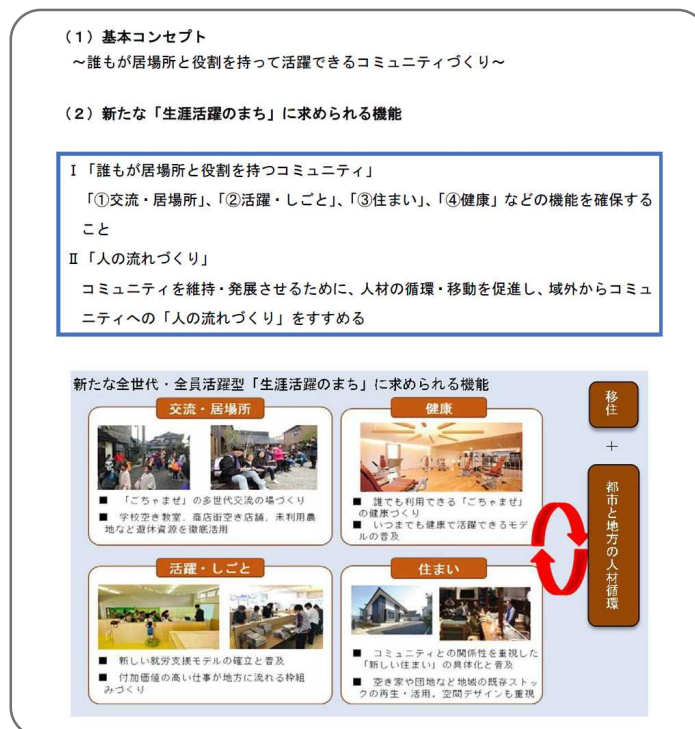 （１）基本コンセプト
～誰もが居場所と役割を持って活躍できるコミュニティづくり～
（２）新たな「生涯活躍のまち」に求められる機能
Ⅰ「誰もが居場所と役割を持つコミュニティ」
「①交流・居場所」、「②活躍・しごと」、「③住まい」、「④健康」などの機能を確保する
こと
Ⅱ「人の流れづくり」
コミュニティを維持・発展させるために、人材の循環・移動を促進し、域外からコミュ
ニティへの「人の流れづくり」をすすめる
新たな全世代・全員活躍型「生涯活躍のまち」に求められる機能
交流・居場所
■ 「ごちゃまぜ」の多世代交流の場づくり
■ 学校空き教室、商店街空き店舗、未利用農
地など遊休資源を徹底活用
健康
■ 誰でも利用できる「ごちゃまぜ」
の健康づくり
■ いつまでも健康で活躍できるモデ
ルの普及
活躍・しごと
■ 新しい就労支援モデルの確立と普及
■ 付加価値の高い仕事が地方に流れる枠組
みづくり
住まい
■ コミュニティとの関係性を重視した
「新しい住まい」の具体化と普及
■ 空き家や団地など地域の既存ストッ
クの再生・活用。空間デザインも重視
移住
＋
都市と地方の人材循環